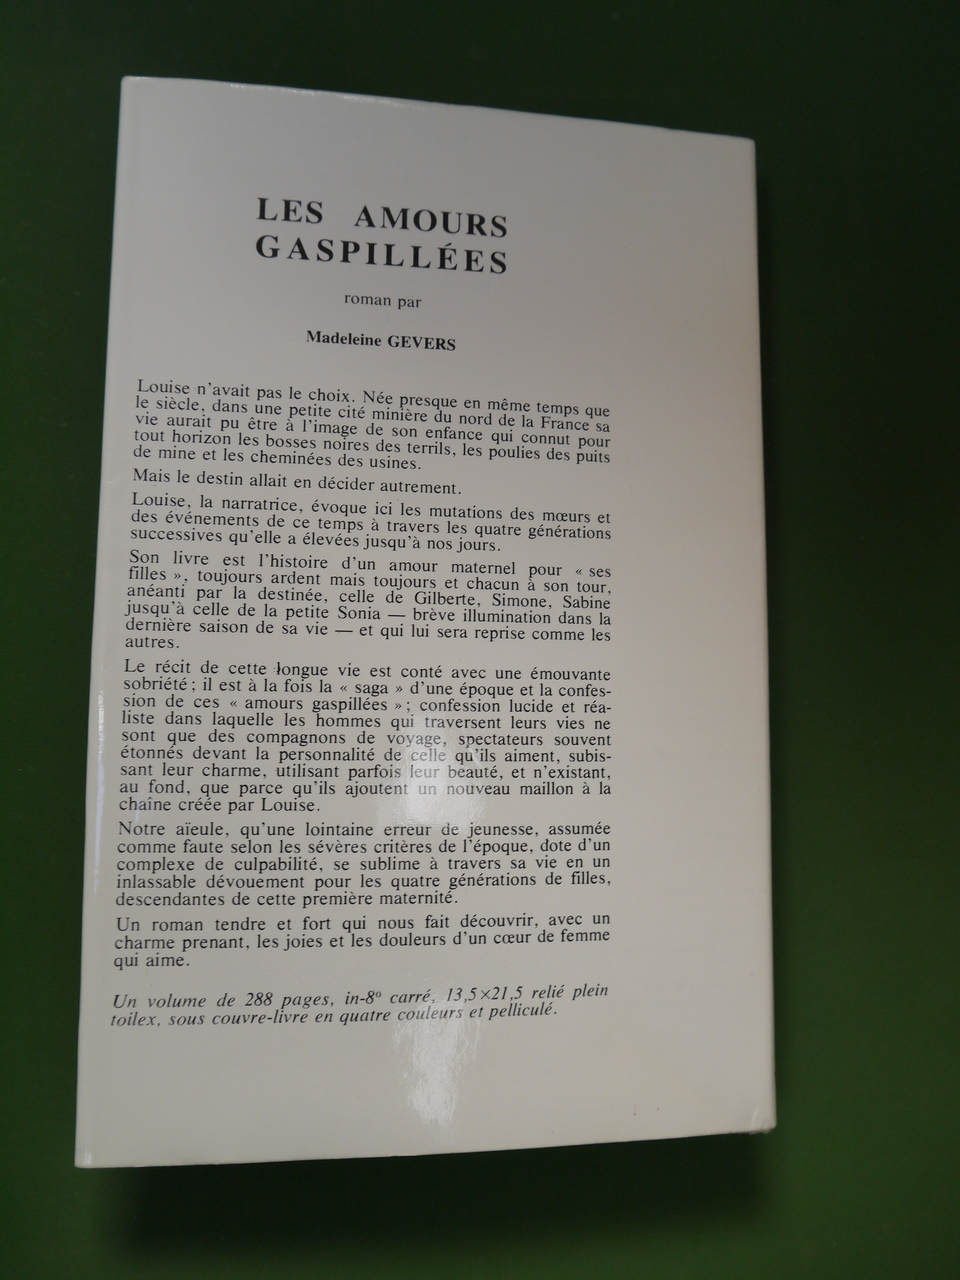 LES AMOURS
GASPILLÉES
roman par
Madeleine GEVERS
Louise n'avait pas le choix. Née presque en même temps que
le siècle, dans une petite cité minière du nord de la France sa
vie aurait pu être à l'image de son enfance qui connut pour
tout horizon les bosses noires des terrils, les poulies des puits
de mine et les cheminées des usines.
Mais le destin allait en décider autrement.
Louise, la narratrice, évoque ici les mutations des mœurs et
des événements de ce temps à travers les quatre générations
successives qu'elle a élevées jusqu'à nos jours.
Son livre est l'histoire d'un amour maternel pour « ses
filles », toujours ardent mais toujours et chacun à son tour,
anéanti par la destinée, celle de Gilberte, Simone, Sabine
jusqu'à celle de la petite Sonia — brève illumination dans la
dernière saison de sa vie — et qui lui sera reprise comme les
autres.
Le récit de cette longue vie est conté avec une émouvante
sobriété ; il est à la fois la « saga » d'une époque et la confes-
sion de ces « amours gaspillées » ; confession lucide et réa-
liste dans laquelle les hommes qui traversent leurs vies ne
sont que des compagnons de voyage, spectateurs souvent
étonnés devant la personnalité de celle qu'ils aiment, subis-
sant leur charme, utilisant parfois leur beauté, et n'existant,
au fond, que parce qu'ils ajoutent un nouveau maillon à la
chaîne créée par Louise.
Notre aïeule, qu'une lointaine erreur de jeunesse, assumée
comme faute selon les sévères critères de l'époque, dote d'un
complexe de culpabilité, se sublime à travers sa vie en un
inlassable dévouement pour les quatre générations de filles,
descendantes de cette première maternité.
Un roman tendre et fort qui nous fait découvrir, avec un
charme prenant, les joies et les douleurs d'un cœur de femme
qui aime.
Un volume de 288 pages, in-8° carré, 13,5×21,5 relié plein
toilex, sous couvre-livre en quatre couleurs et pelliculé.